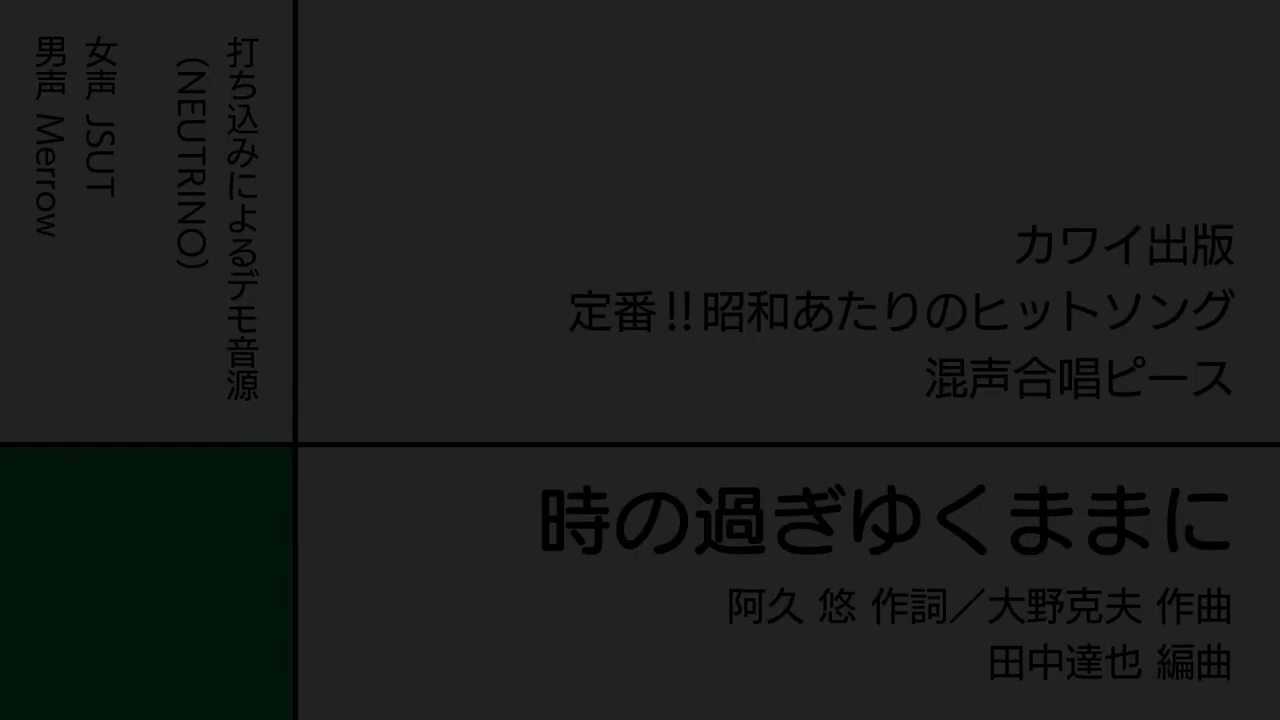 打ち込みによるデモ音源
（NEUTRINO）
女声 JSUT
男声 Merrow
カワイ出版
定番!!昭和あたりのヒットソング
混声合唱ピース
時の過ぎゆくままに
阿久 悠 作詞／大野克夫 作曲
田中達也 編曲